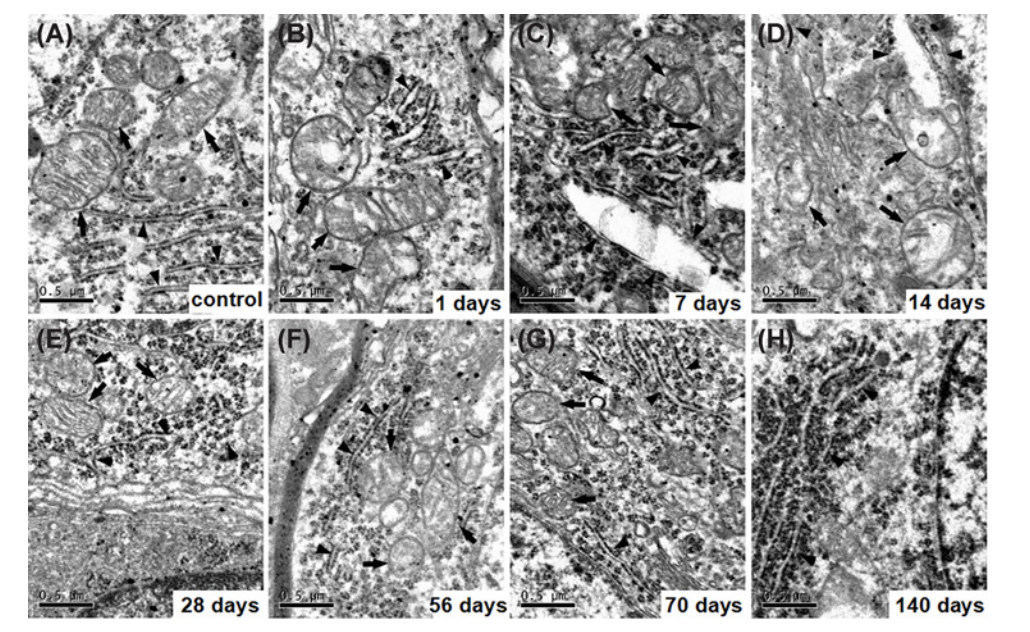 (A)
0.5 µm
control
(B)
0.5 µm
1 days
(C)
0.5 µm
7 days
(D)
0.5 µm
14 days
(E)
0.5 µm
28 days
(F)
0.5 µm
56 days
(G)
0.5 µm
70 days
(H)
0.5 µm
140 days